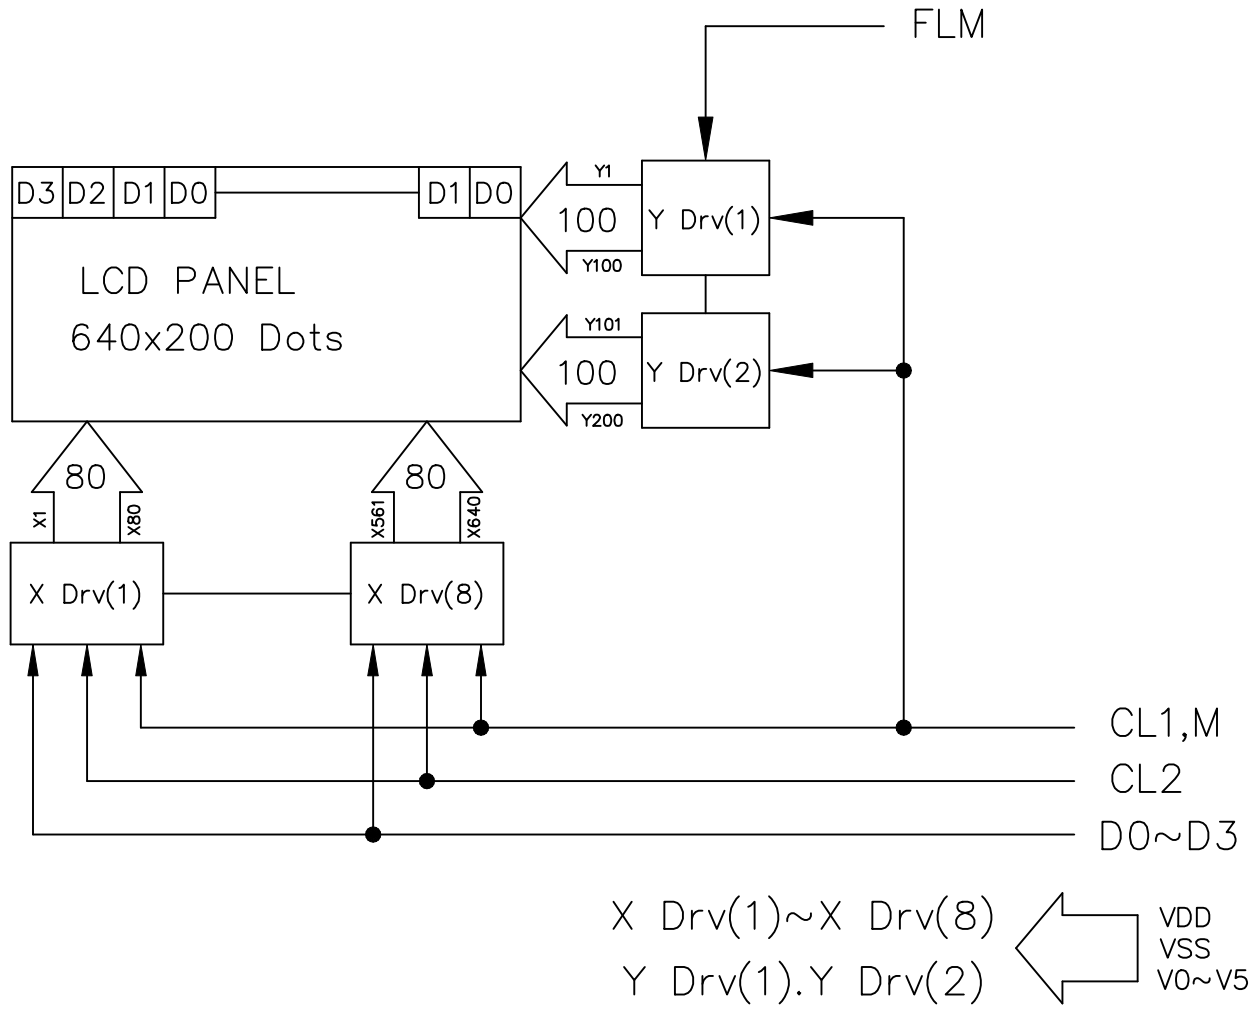 FLM
D3 D2 D1 D0 D1 D0
Y1
100
Y100
Y Drv(1)
LCD PANEL
640x200 Dots
Y101
100
Y200
Y Drv(2)
80
X1
X80
80
X561
X640
X Drv(1)
X Drv(8)
CL1,M
CL2
D0~D3
X Drv(1)~X Drv(8)
Y Drv(1).Y Drv(2)
VDD
VSS
V0~V5